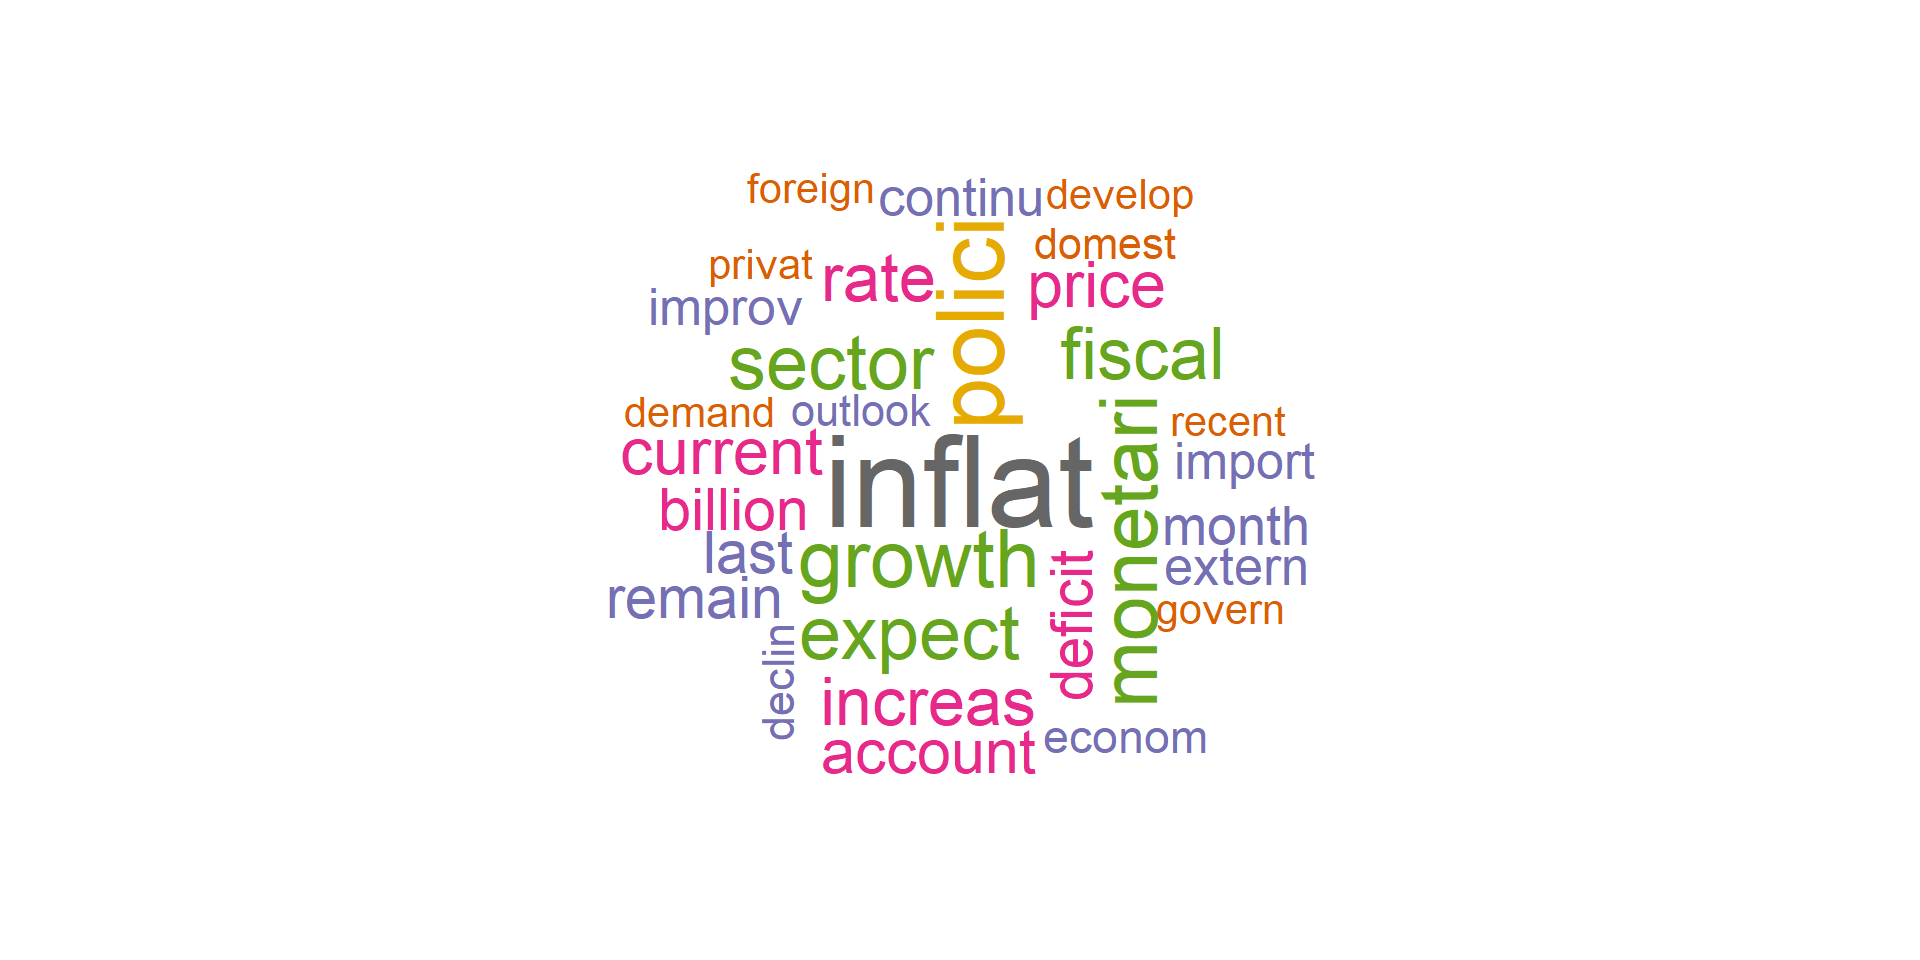 foreign
continu
develop
domest
privat
rate
polici
price
improv
sector
fiscal
demand
outlook
monetari
recent
current
inflat
import
billion
month
last
growth
deficit
extern
remain
expect
govern
declin
increas
account
econom